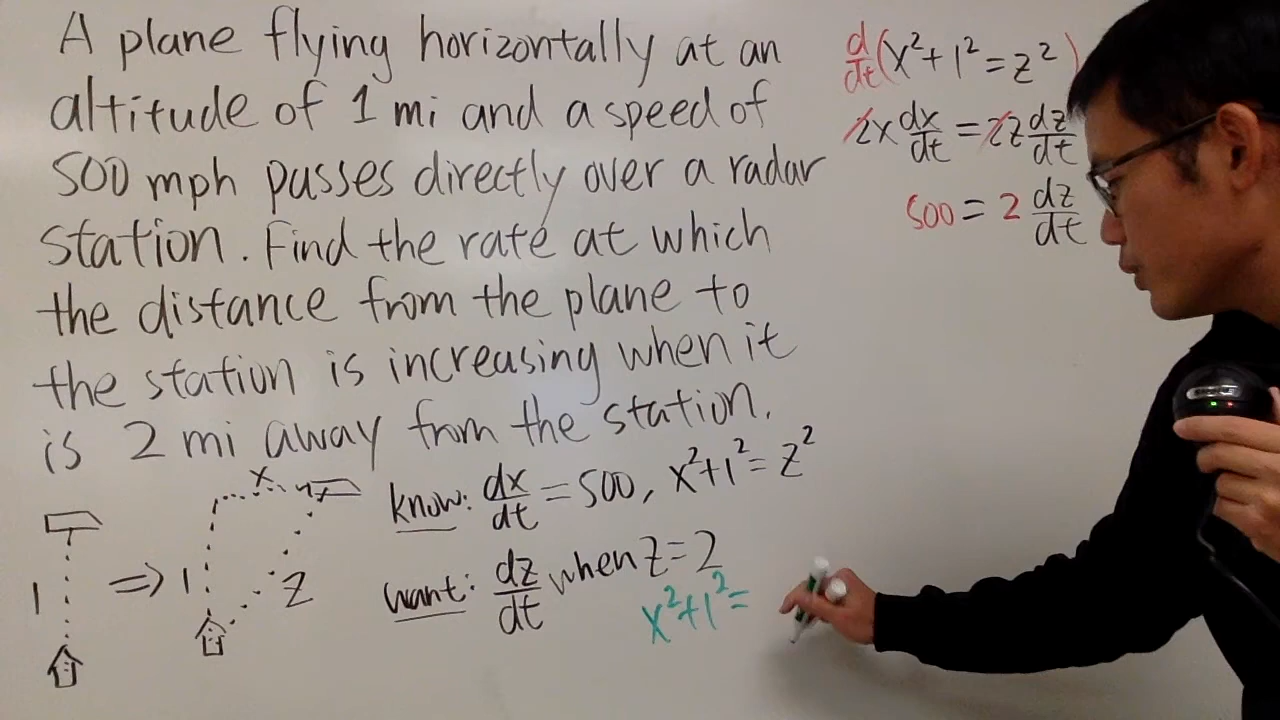 A plane flying horizontally at an
altitude of 1 mi and a speed of
500 mph passes directly over a radar
station. Find the rate at which
the distance from the plane to
the station is increasing when it
is 2 mi away from the station.
d/dt(x²+1²=z²)
2x dx/dt = 2z dz/dt
500 = 2 dz/dt
know: dx/dt = 500, x²+1²=z²
want: dz/dt when z=2
x²+1²=
1
⇒
1
x
z